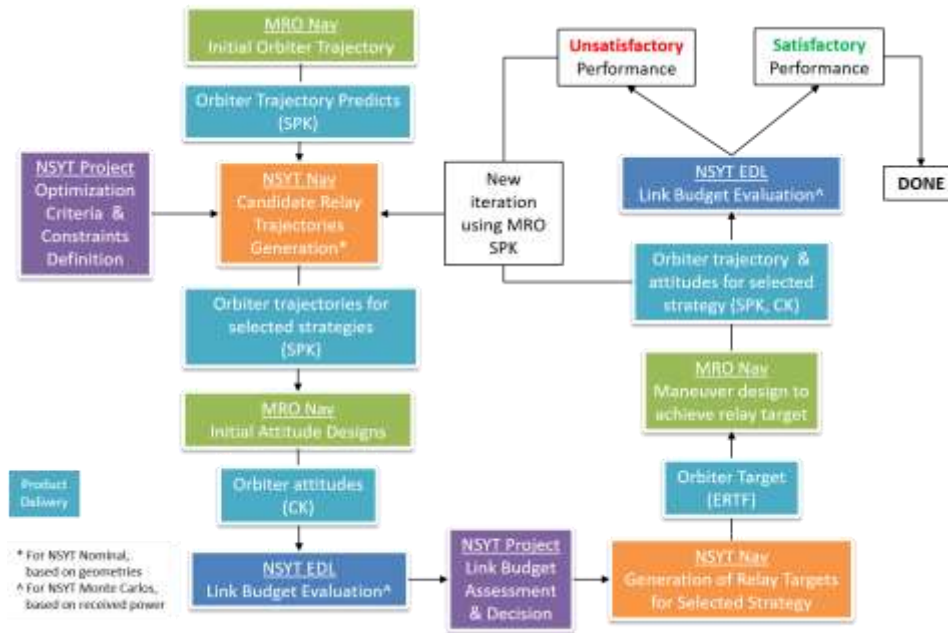 MRO Nav
Initial Orbiter Trajectory
Orbiter Trajectory Predicts
(SPK)
NSYT Project
Optimization
Criteria &
Constraints
Definition
NSYT Nav
Candidate Relay
Trajectories
Generation*
New
iteration
using MRO
SPK
Unsatisfactory
Performance
Satisfactory
Performance
DONE
NSYT EDL
Link Budget Evaluation^
Orbiter trajectory &
attitudes for selected
strategy (SPK, CK)
Orbiter trajectories for
selected strategies
(SPK)
MRO Nav
Initial Attitude Designs
MRO Nav
Maneuver design to
achieve relay target
Orbiter attitudes
(CK)
Orbiter Target
(ERTF)
Product
Delivery
* For NSYT Nominal,
based on geometries
^ For NSYT Monte Carlos,
based on received power
NSYT EDL
Link Budget Evaluation^
NSYT Project
Link Budget
Assessment
& Decision
NSYT Nav
Generation of Relay Targets
for Selected Strategy